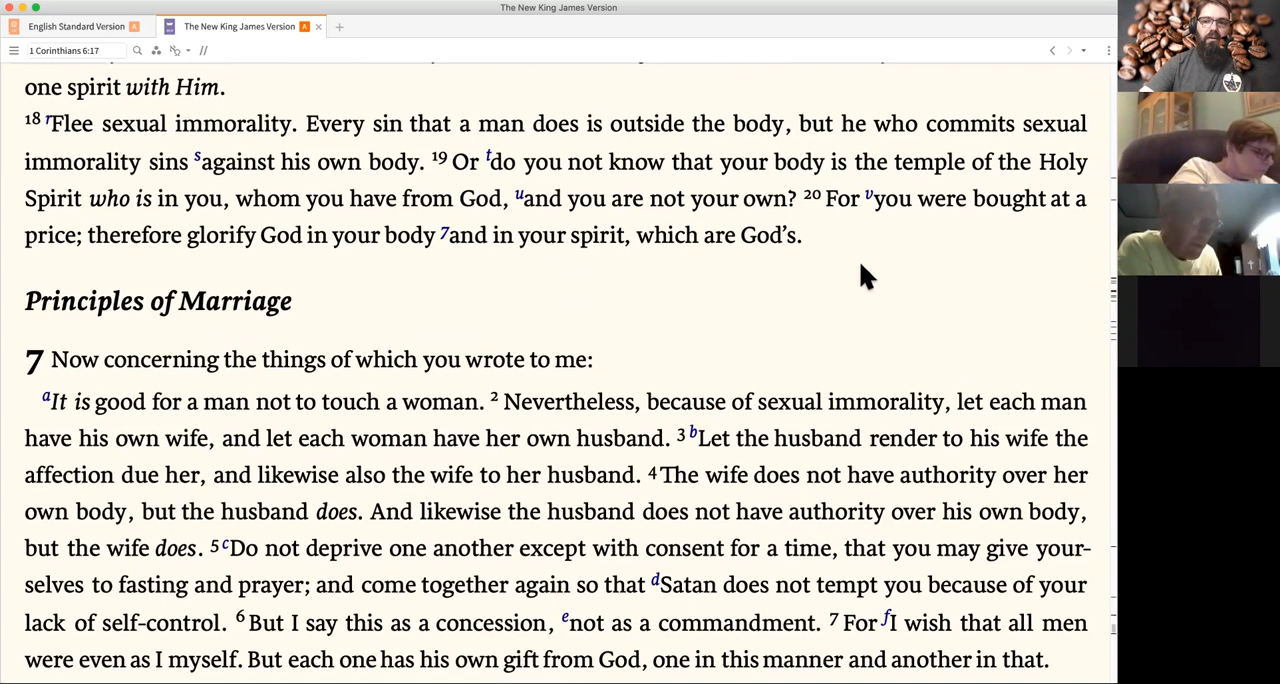 The New King James Version
English Standard Version A
The New King James Version A
1 Corinthians 6:17
one spirit with Him.
18 rFlee sexual immorality. Every sin that a man does is outside the body, but he who commits sexual
immorality sins sagainst his own body. 19 Or tdo you not know that your body is the temple of the Holy
Spirit who is in you, whom you have from God, uand you are not your own? 20 For vyou were bought at a
price; therefore glorify God in your body 7and in your spirit, which are God’s.
Principles of Marriage
7 Now concerning the things of which you wrote to me:
aIt is good for a man not to touch a woman. 2 Nevertheless, because of sexual immorality, let each man
have his own wife, and let each woman have her own husband. 3 bLet the husband render to his wife the
affection due her, and likewise also the wife to her husband. 4 The wife does not have authority over her
own body, but the husband does. And likewise the husband does not have authority over his own body,
but the wife does. 5 cDo not deprive one another except with consent for a time, that you may give your-
selves to fasting and prayer; and come together again so that dSatan does not tempt you because of your
lack of self-control. 6 But I say this as a concession, enot as a commandment. 7 For fI wish that all men
were even as I myself. But each one has his own gift from God, one in this manner and another in that.